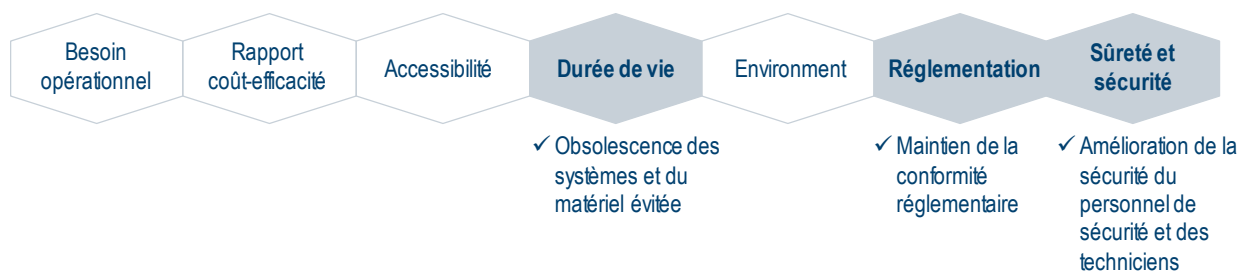 Besoin
opérationnel
Rapport
coût-efficacité
Accessibilité
Durée de vie
Environment
Réglementation
Sûreté et
sécurité
✓ Obsolescence des
systèmes et du
matériel évitée
✓ Maintien de la
conformité
réglementaire
✓ Amélioration de la
sécurité du
personnel de
sécurité et des
techniciens